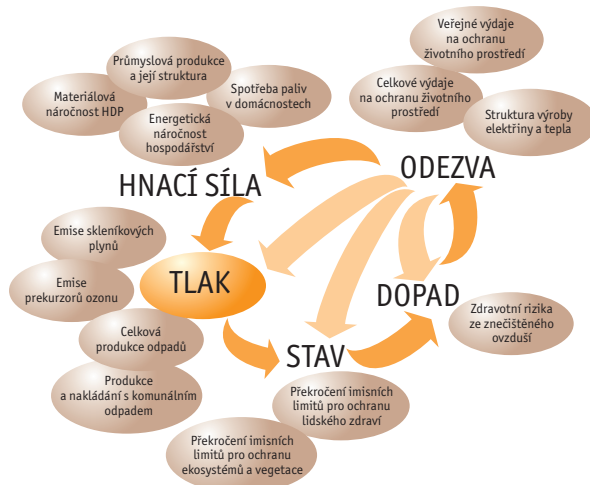 Veřejné výdaje
na ochranu
životního prostředí
Průmyslová produkce
a její struktura
Celkové výdaje
na ochranu životního
prostředí
Spotřeba paliv
v domácnostech
Materiálová
náročnost HDP
Struktura výroby
elektřiny a tepla
Energetická
náročnost
hospodářství
ODEZVA
HNACÍ SÍLA
Emise skleníkových
plynů
Emise
prekurzorů ozonu
TLAK
DOPAD
Zdravotní rizika
ze znečištěného
ovzduší
Celková
produkce odpadů
STAV
Produkce
a nakládání s komunálním
odpadem
Překročení imisních
limitů pro ochranu
lidského zdraví
Překročení imisních
limitů pro ochranu
ekosystémů a vegetace